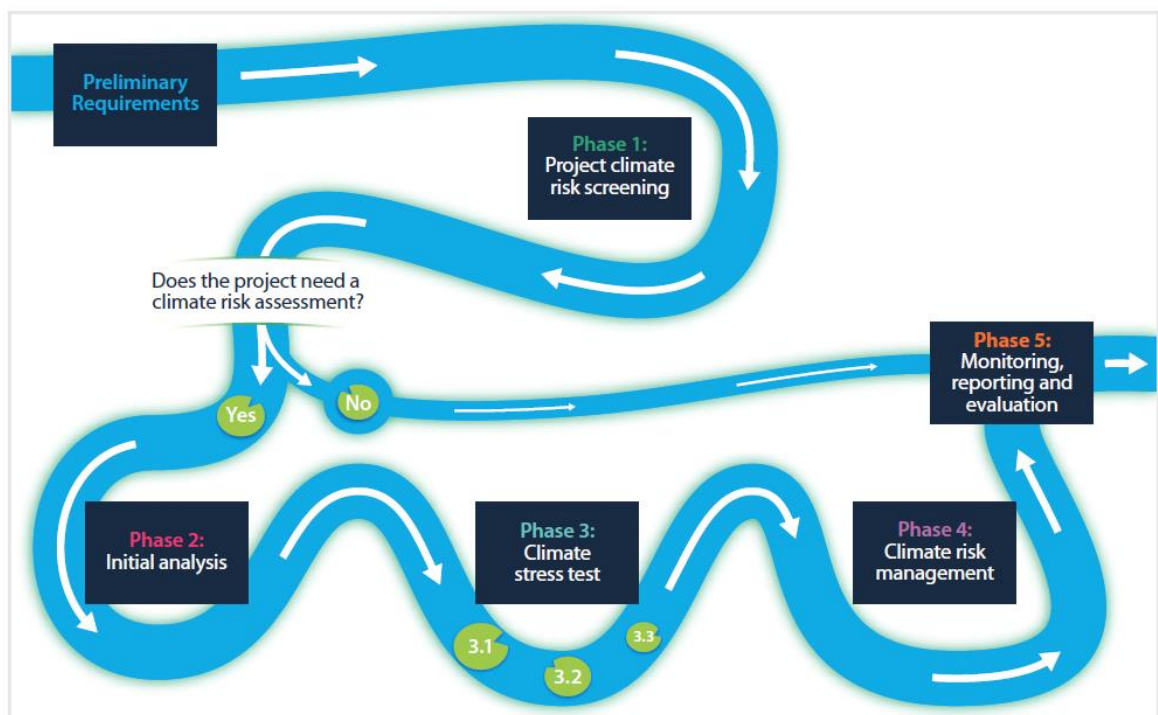 Preliminary
Requirements
Phase 1:
Project climate
risk screening
Does the project need a
climate risk assessment?
Yes
No
Phase 5:
Monitoring,
reporting and
evaluation
Phase 2:
Initial analysis
Phase 3:
Climate
stress test
3.1
3.2
3.3
Phase 4:
Climate risk
management